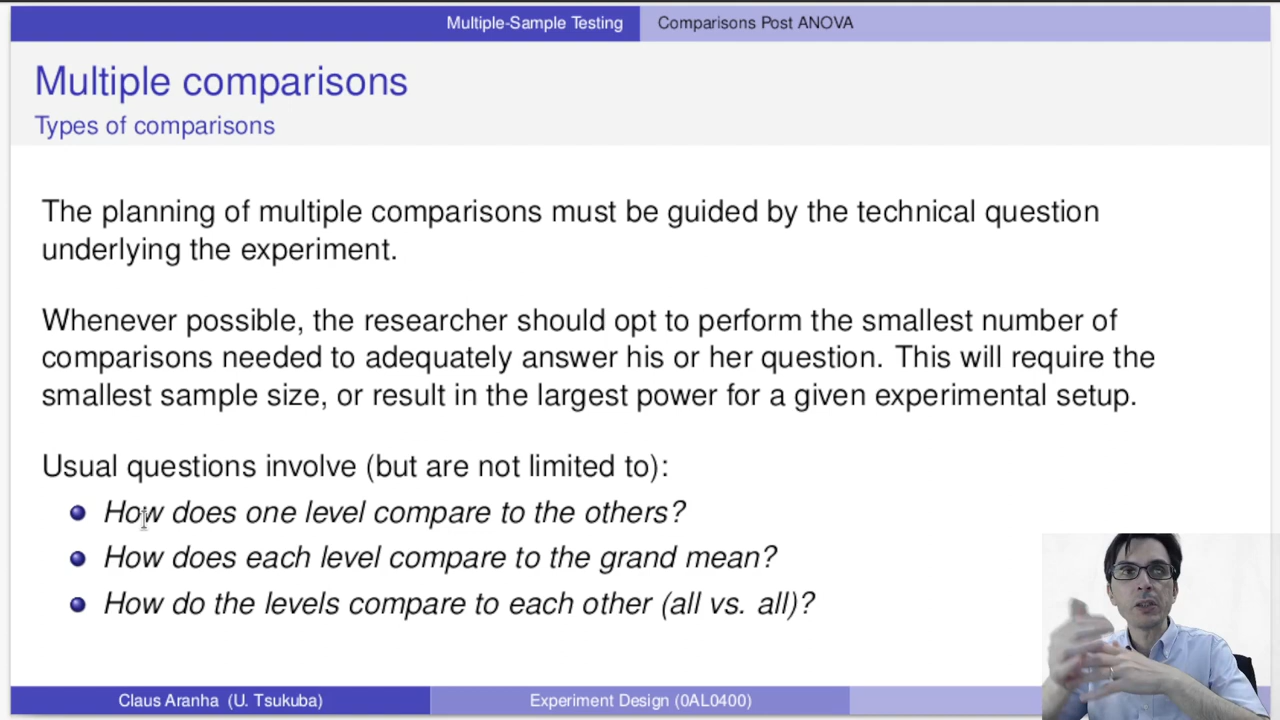 Multiple-Sample Testing
Comparisons Post ANOVA
Multiple comparisons
Types of comparisons
The planning of multiple comparisons must be guided by the technical question
underlying the experiment.
Whenever possible, the researcher should opt to perform the smallest number of
comparisons needed to adequately answer his or her question. This will require the
smallest sample size, or result in the largest power for a given experimental setup.
Usual questions involve (but are not limited to):
How does one level compare to the others?
How does each level compare to the grand mean?
How do the levels compare to each other (all vs. all)?
Claus Aranha (U. Tsukuba)
Experiment Design (0AL0400)